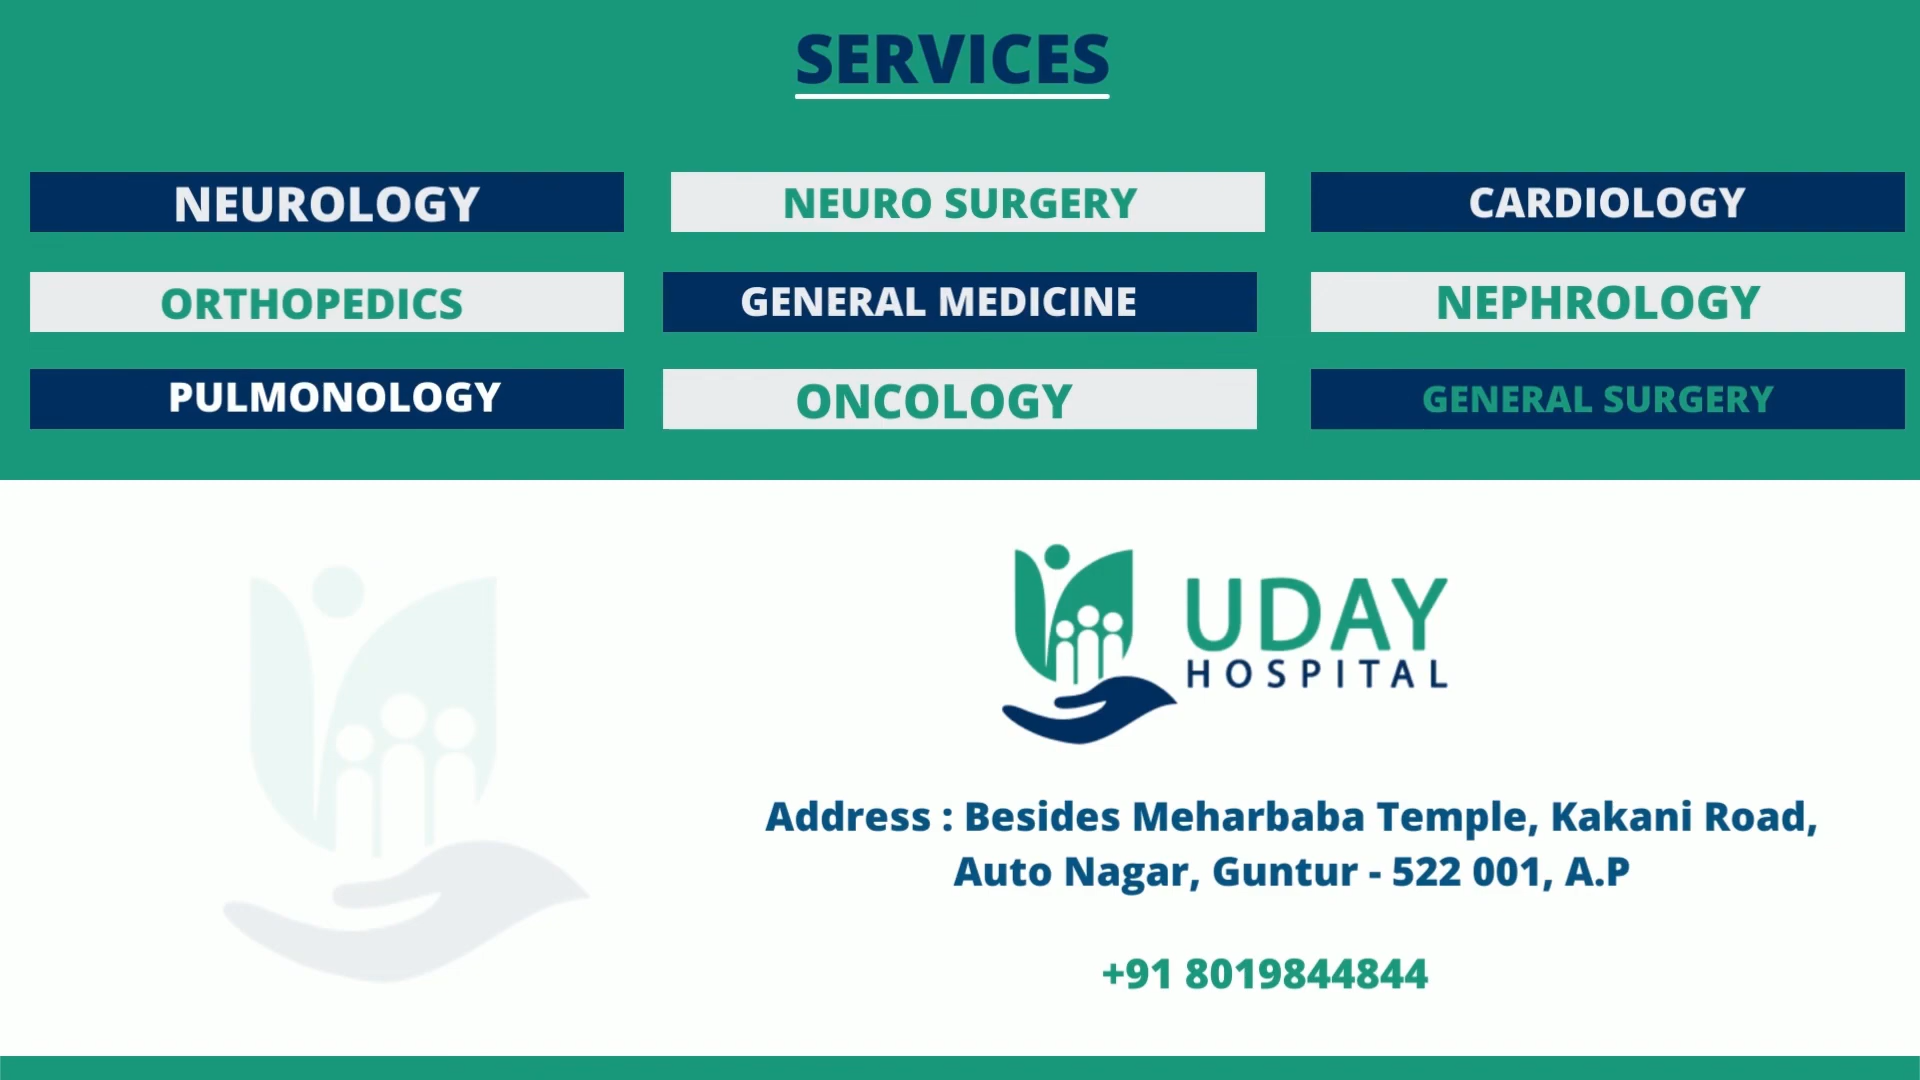 SERVICES
NEUROLOGY
NEURO SURGERY
CARDIOLOGY
ORTHOPEDICS
GENERAL MEDICINE
NEPHROLOGY
PULMONOLOGY
ONCOLOGY
GENERAL SURGERY
UDAY
HOSPITAL
Address : Besides Meharbaba Temple, Kakani Road,
Auto Nagar, Guntur - 522 001, A.P
+91 8019844844